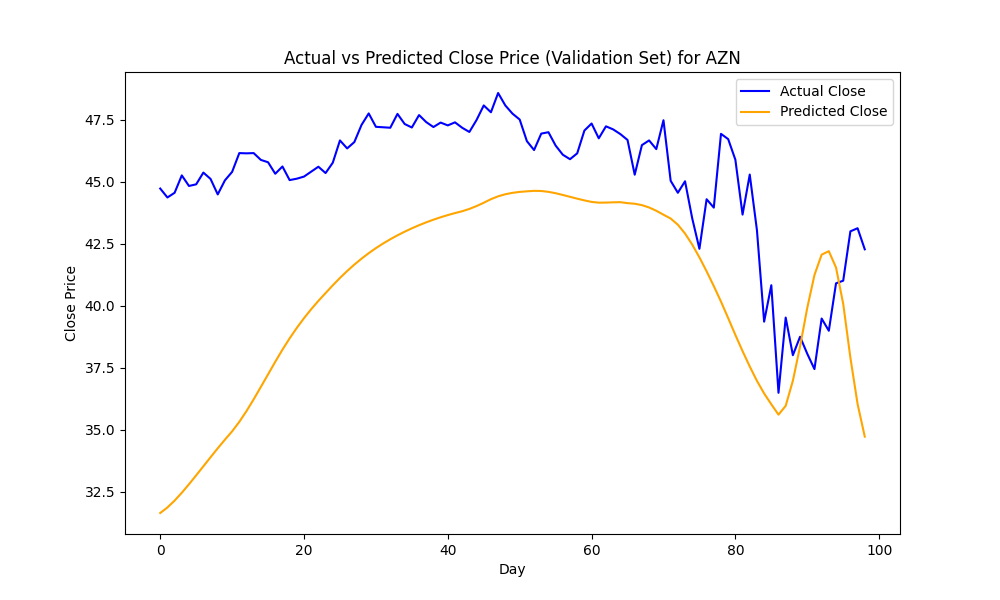 Actual vs Predicted Close Price (Validation Set) for AZN
Actual Close
Predicted Close
Close Price
47.5
45.0
42.5
40.0
37.5
35.0
32.5
0 20 40 60 80 100
Day